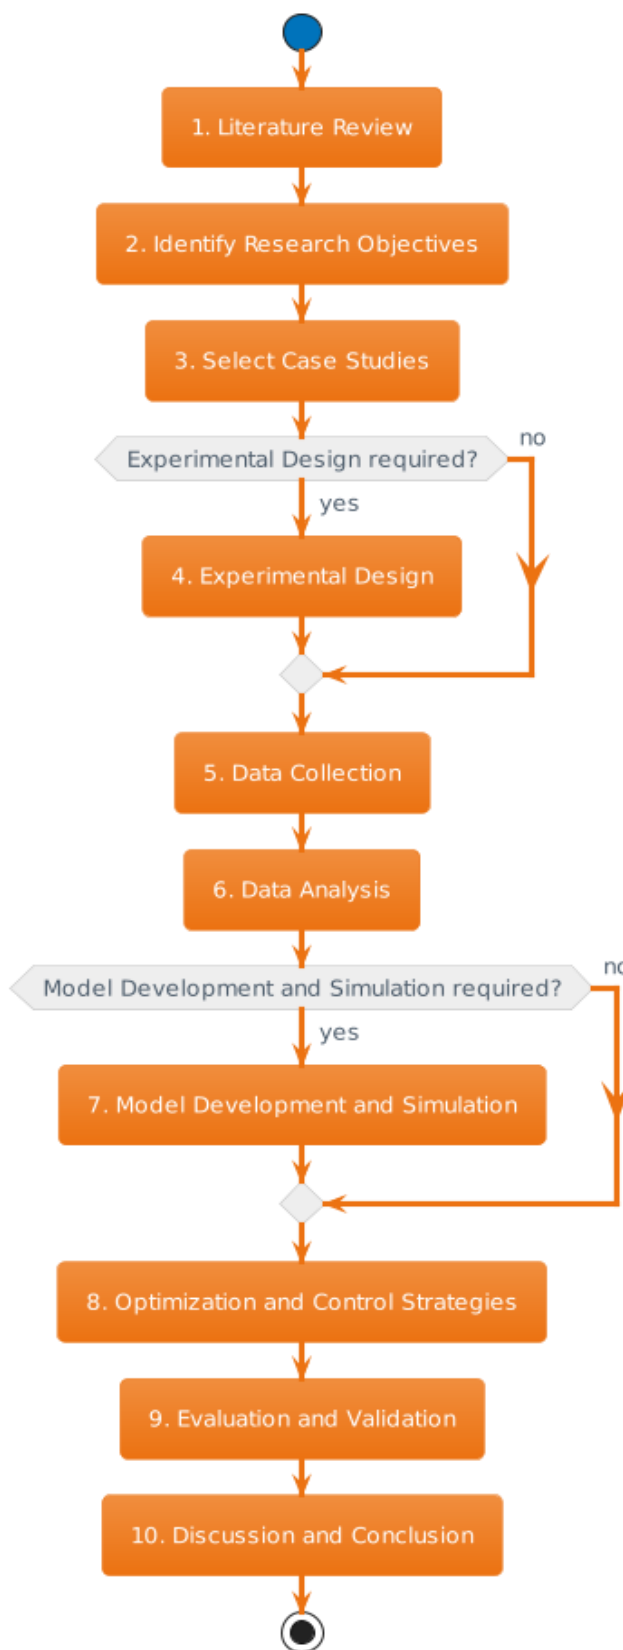 1. Literature Review
2. Identify Research Objectives
3. Select Case Studies
no
Experimental Design required?
yes
4. Experimental Design
5. Data Collection
6. Data Analysis
no
Model Development and Simulation required?
yes
7. Model Development and Simulation
8. Optimization and Control Strategies
9. Evaluation and Validation
10. Discussion and Conclusion